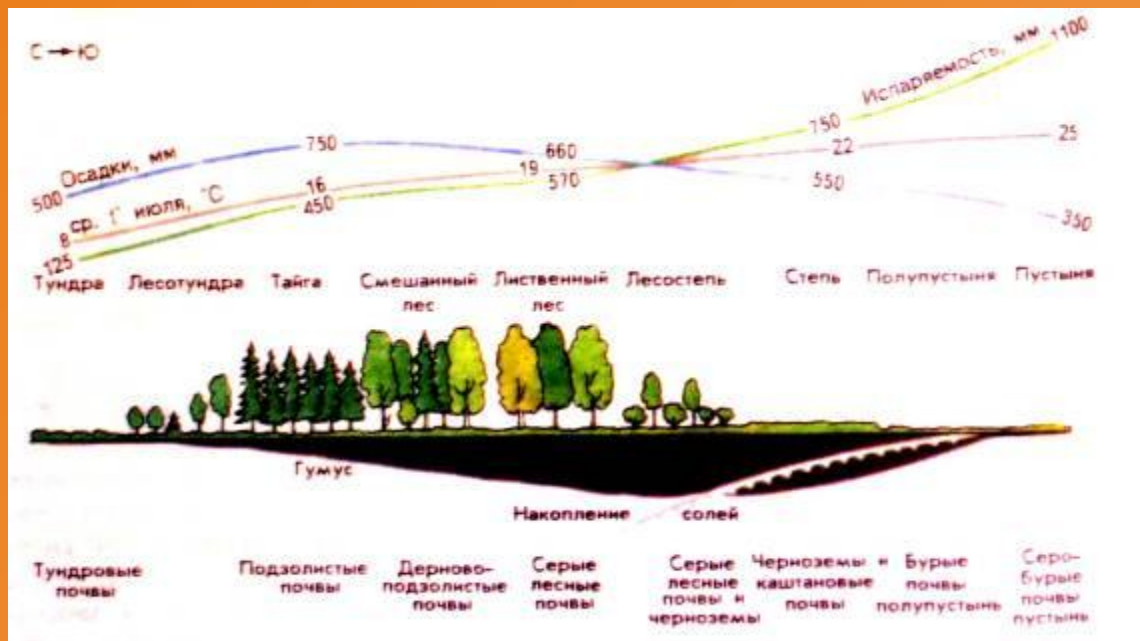 С → Ю
Испаряемость, мм 1100
Осадки, мм
500 750 660 750 22 25
ср. t° июля, °С
8 16 19 550 350
125 450 570
Тундра Лесотундра Тайга Смешанный лес Лиственный лес Лесостепь Степь Полупустыня Пустыня
Гумус
Накопление солей
Тундровые почвы
Подзолистые почвы
Дерново-подзолистые почвы
Серые лесные почвы
Серые лесные почвы и черноземы
Черноземы и каштановые почвы
Бурые почвы полупустынь
Серо-бурые почвы пустынь